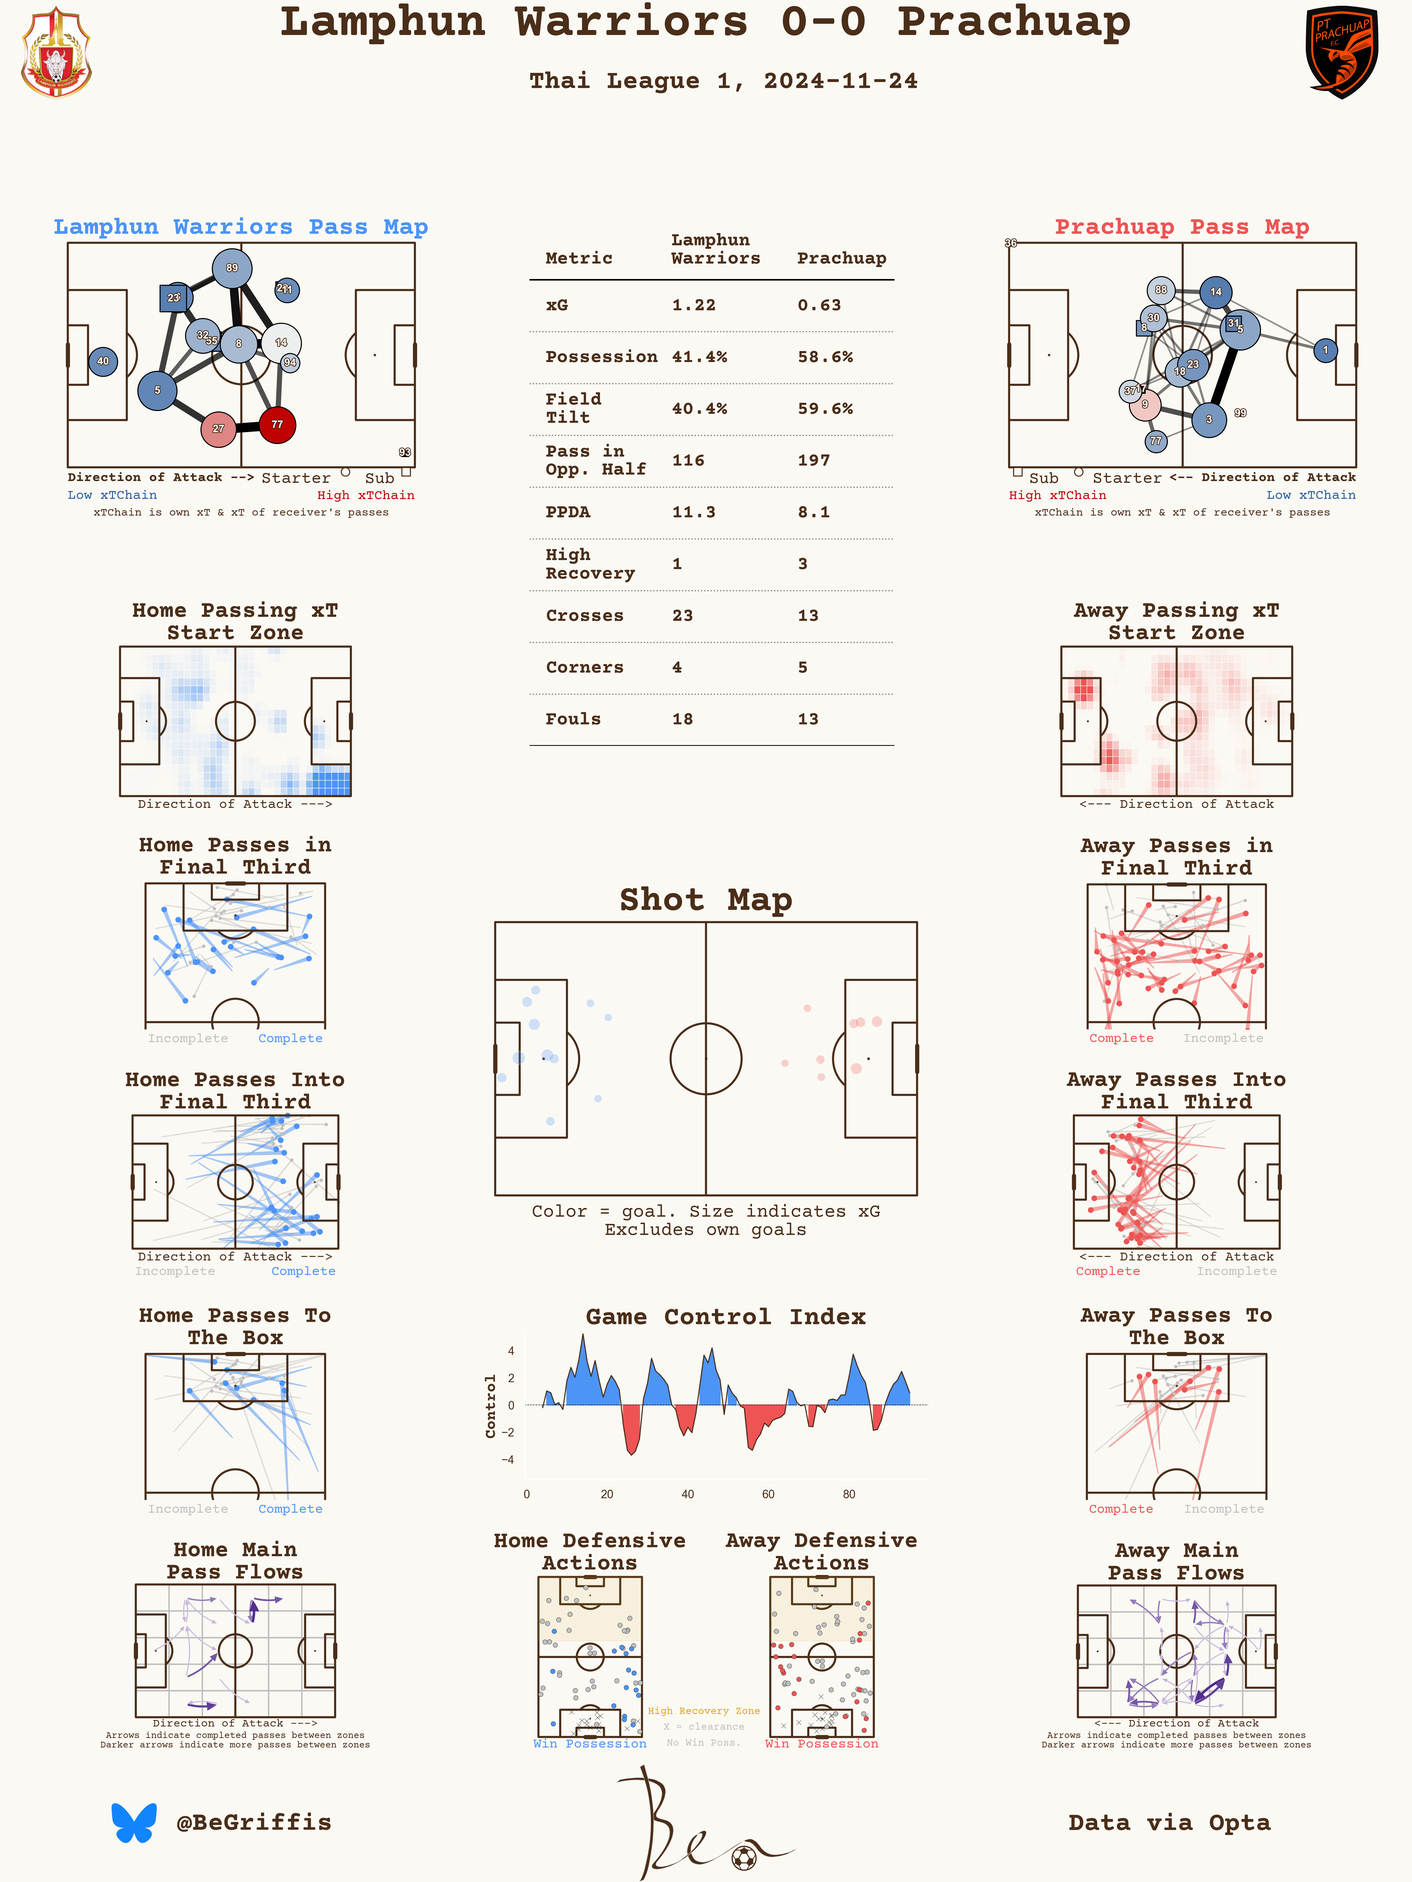 Lamphun Warriors 0-0 Prachuap
Thai League 1, 2024-11-24
PT
PRACHUAP
F.C.
Lamphun Warriors Pass Map
89
23
21
11
32
55
8
14
94
40
5
27
77
93
Direction of Attack --> Starter Sub
Low xTChain High xTChain
xTChain is own xT & xT of receiver's passes
Metric Lamphun Warriors Prachuap
xG 1.22 0.63
Possession 41.4% 58.6%
Field Tilt 40.4% 59.6%
Pass in Opp. Half 116 197
PPDA 11.3 8.1
High Recovery 1 3
Crosses 23 13
Corners 4 5
Fouls 18 13
Prachuap Pass Map
36
88
14
30
8
31
5
1
18
23
37
17
9
3
99
77
Sub Starter <-- Direction of Attack
High xTChain Low xTChain
xTChain is own xT & xT of receiver's passes
Home Passing xT
Start Zone
Direction of Attack --->
Away Passing xT
Start Zone
<--- Direction of Attack
Home Passes in
Final Third
Incomplete Complete
Away Passes in
Final Third
Complete Incomplete
Shot Map
Color = goal. Size indicates xG
Excludes own goals
Home Passes Into
Final Third
Direction of Attack --->
Incomplete Complete
Away Passes Into
Final Third
<--- Direction of Attack
Complete Incomplete
Home Passes To
The Box
Incomplete Complete
Game Control Index
Control
4
2
0
−2
−4
0 20 40 60 80
Away Passes To
The Box
Complete Incomplete
Home Main
Pass Flows
Direction of Attack --->
Arrows indicate completed passes between zones
Darker arrows indicate more passes between zones
Home Defensive
Actions
Win Possession
Away Defensive
Actions
Win Possession
High Recovery Zone
X = clearance
No Win Poss.
Away Main
Pass Flows
<--- Direction of Attack
Arrows indicate completed passes between zones
Darker arrows indicate more passes between zones
@BeGriffis
Ben
Data via Opta